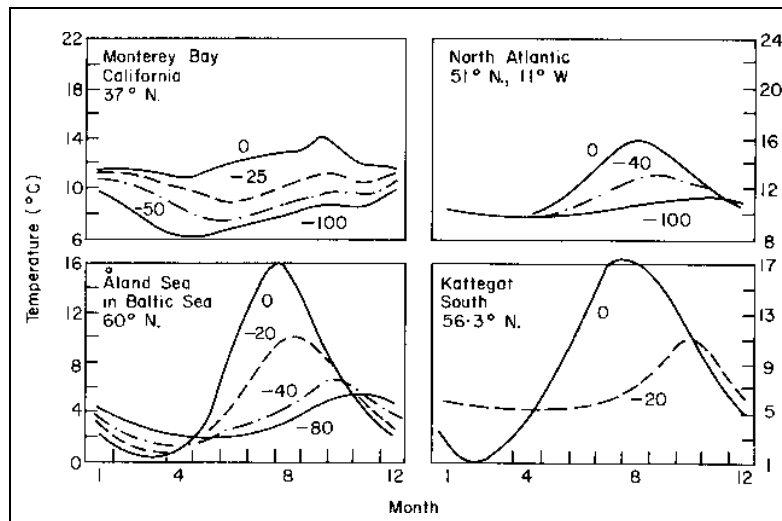 22
18
14
10
6
Monterey Bay
California
37° N.
0
-25
-50
-100
North Atlantic
51° N., 11° W
0
-40
-100
24
20
16
12
8
Temperature (°C)
16
12
8
4
0
Åland Sea
in Baltic Sea
60° N.
0
-20
-40
-80
Kattegat
South
56·3° N.
0
-20
17
13
9
5
1
1 4 8 12
1 4 8 12
Month